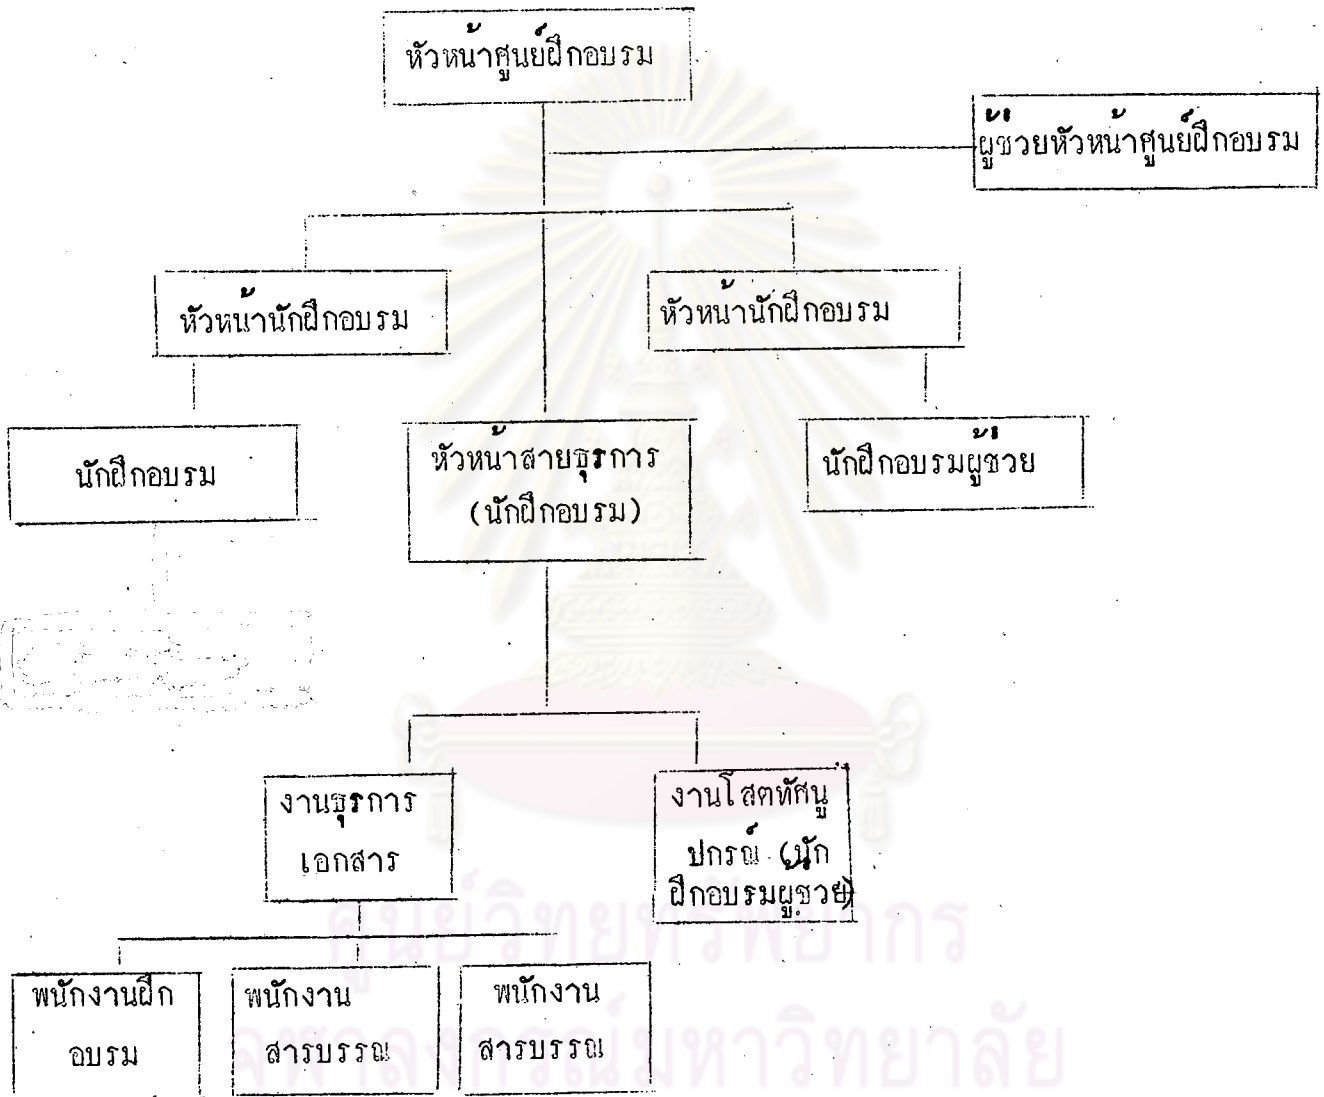 หัวหน้าศูนย์ฝึกอบรม
ผู้ช่วยหัวหน้าศูนย์ฝึกอบรม
หัวหน้านักฝึกอบรม
หัวหน้านักฝึกอบรม
นักฝึกอบรม
หัวหน้าสายธุรการ
(นักฝึกอบรม)
นักฝึกอบรมผู้ช่วย
งานธุรการ
เอกสาร
งานโสตทัศนู
ปกรณ์ (นัก
ฝึกอบรมผู้ช่วย)
พนักงานฝึก
อบรม
พนักงาน
สารบรรณ
พนักงาน
สารบรรณ
ศูนย์วิทยทรัพยากร
จุฬาลงกรณ์มหาวิทยาลัย